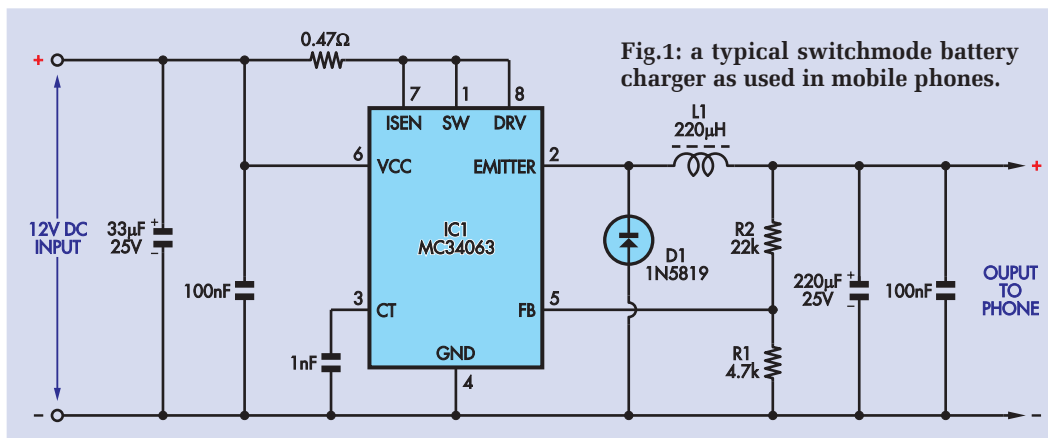 Fig.1: a typical switchmode battery
charger as used in mobile phones.
0.47Ω
+
7
1
8
ISEN
SW
DRV
L1
220µH
6
VCC
EMITTER
2
+
12V DC
INPUT
33µF
25V
+
–
IC1
MC34063
D1
1N5819
R2
22k
100nF
3
CT
FB
5
220µF
25V
+
–
100nF
OUPUT
TO
PHONE
1nF
GND
4
R1
4.7k
–
–